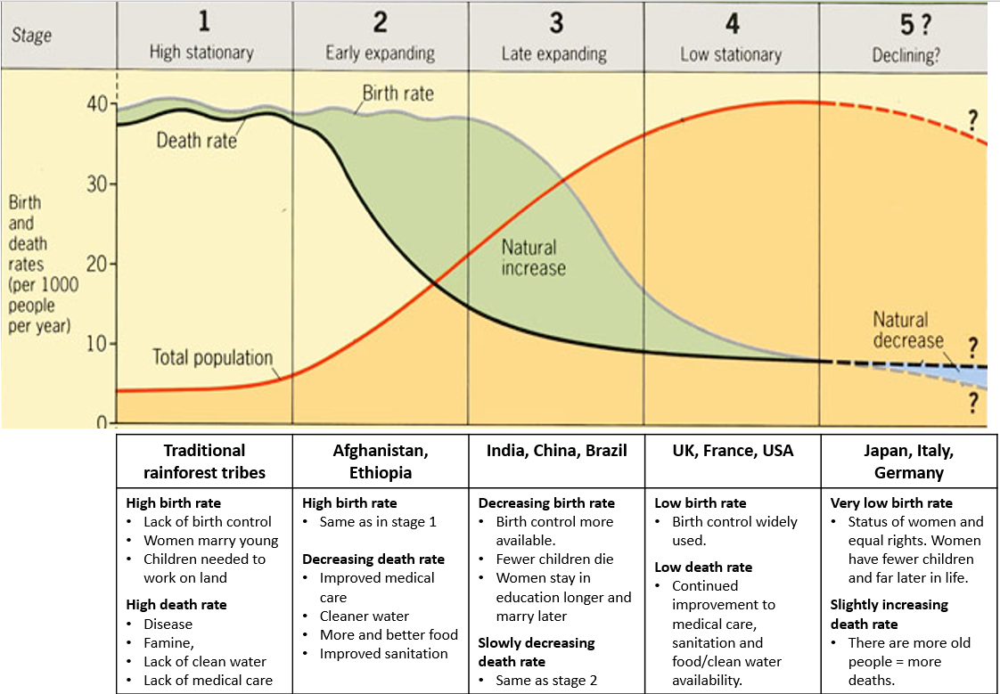 Stage
1
High stationary
2
Early expanding
3
Late expanding
4
Low stationary
5 ?
Declining?
40
30
20
10
0
Birth
and
death
rates
(per 1000
people
per year)
Birth rate
Death rate
Total population
Natural
increase
Natural
decrease
?
?
?
Traditional
rainforest tribes
High birth rate
• Lack of birth control
• Women marry young
• Children needed to
work on land
High death rate
• Disease
• Famine,
• Lack of clean water
• Lack of medical care
Afghanistan,
Ethiopia
High birth rate
• Same as in stage 1
Decreasing death rate
• Improved medical
care
• Cleaner water
• More and better food
• Improved sanitation
India, China, Brazil
Decreasing birth rate
• Birth control more
available.
• Fewer children die
• Women stay in
education longer and
marry later
Slowly decreasing
death rate
• Same as stage 2
UK, France, USA
Low birth rate
• Birth control widely
used.
Low death rate
• Continued
improvement to
medical care,
sanitation and
food/clean water
availability.
Japan, Italy,
Germany
Very low birth rate
• Status of women and
equal rights. Women
have fewer children
and far later in life.
Slightly increasing
death rate
• There are more old
people = more
deaths.